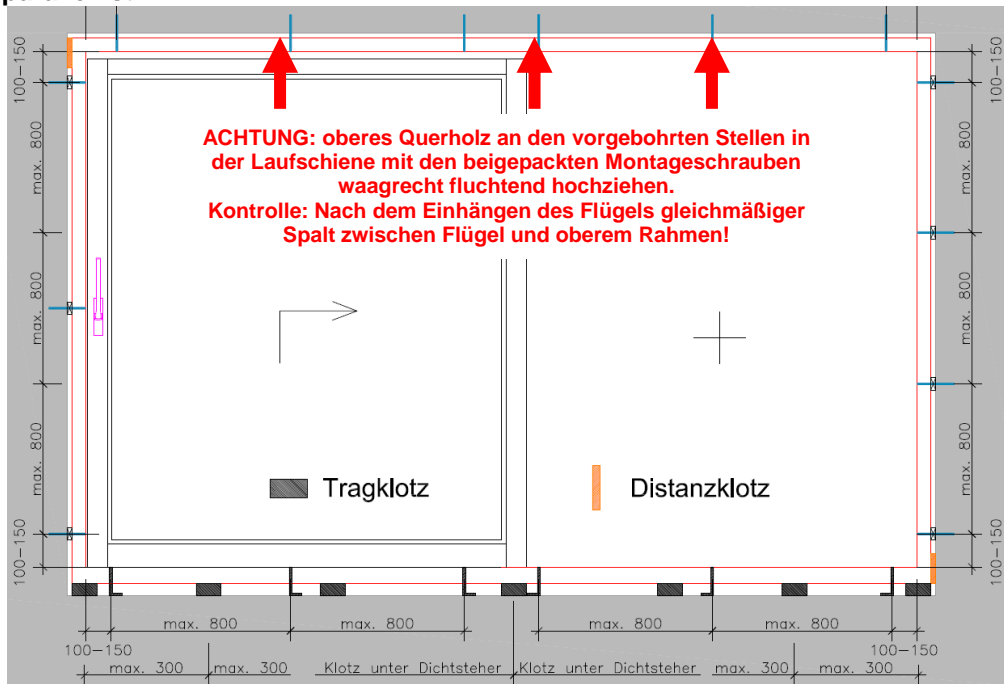 100–150
max. 800
max. 800
max. 800
100–150
ACHTUNG: oberes Querholz an den vorgebohrten Stellen in
der Laufschiene mit den beigepackten Montageschrauben
waagrecht fluchtend hochziehen.
Kontrolle: Nach dem Einhängen des Flügels gleichmäßiger
Spalt zwischen Flügel und oberem Rahmen!
Tragklotz
Distanzklotz
100–150
max. 800
max. 800
max. 800
100–150
max. 800
max. 800
max. 800
max. 800
100–150
100–150
max. 300
max. 300
Klotz unter Dichtsteher
Klotz unter Dichtsteher
max. 300
max. 300